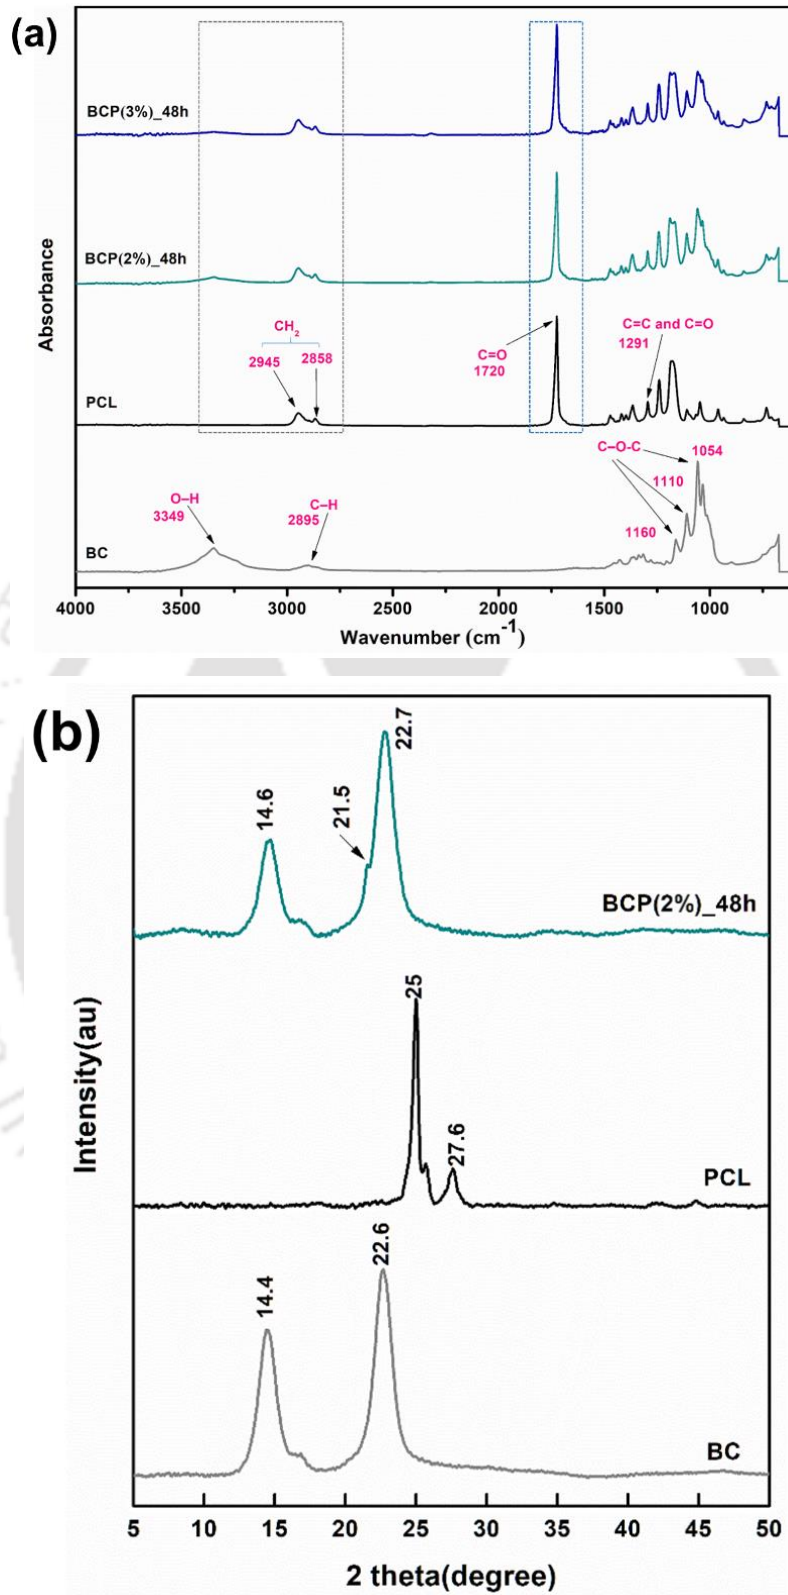 (a)
BCP(3%)_48h
BCP(2%)_48h
CH2
2945 2858
C=O
1720
C=C and C=O
1291
PCL
C–O-C
1054
1110
1160
O–H
3349
C–H
2895
BC
Absorbance
4000 3500 3000 2500 2000 1500 1000
Wavenumber (cm-1)
(b)
22.7
14.6
21.5
BCP(2%)_48h
25
27.6
PCL
22.6
14.4
BC
Intensity(au)
5 10 15 20 25 30 35 40 45 50
2 theta(degree)